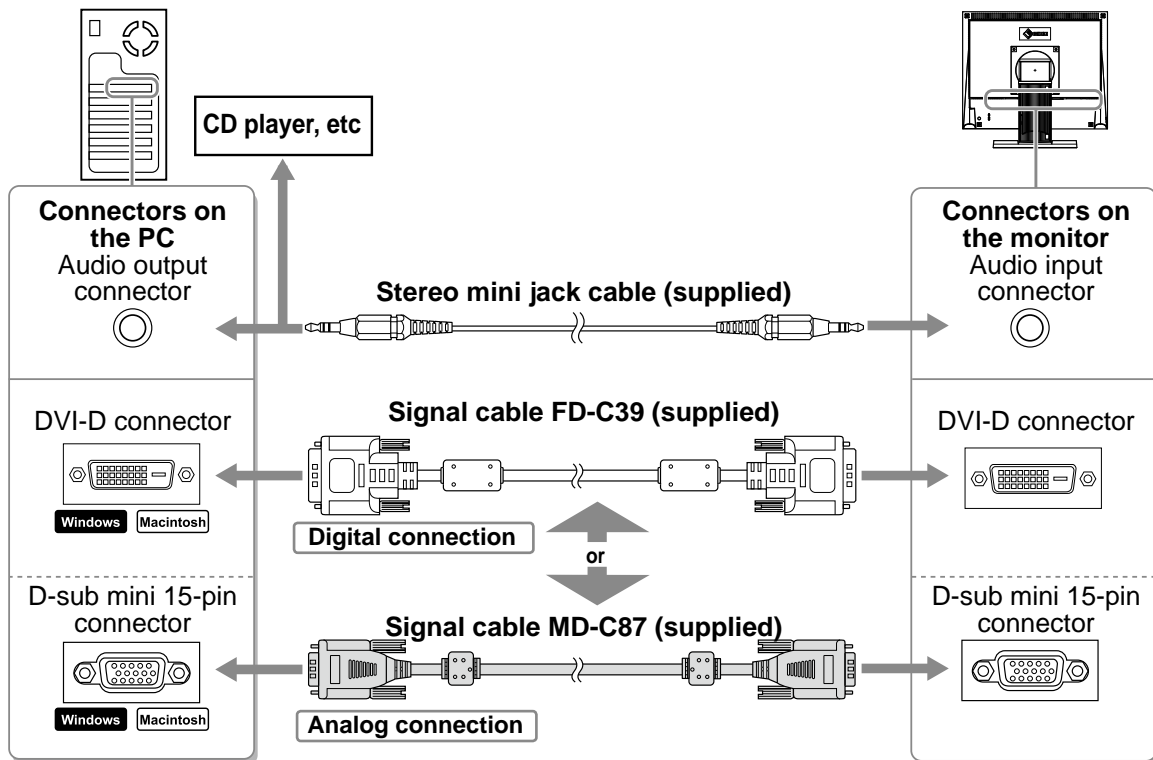 CD player, etc
Connectors on
the PC
Audio output
connector
Stereo mini jack cable (supplied)
Connectors on
the monitor
Audio input
connector
DVI-D connector
Windows
Macintosh
Signal cable FD-C39 (supplied)
Digital connection
or
DVI-D connector
D-sub mini 15-pin
connector
Windows
Macintosh
Signal cable MD-C87 (supplied)
Analog connection
D-sub mini 15-pin
connector